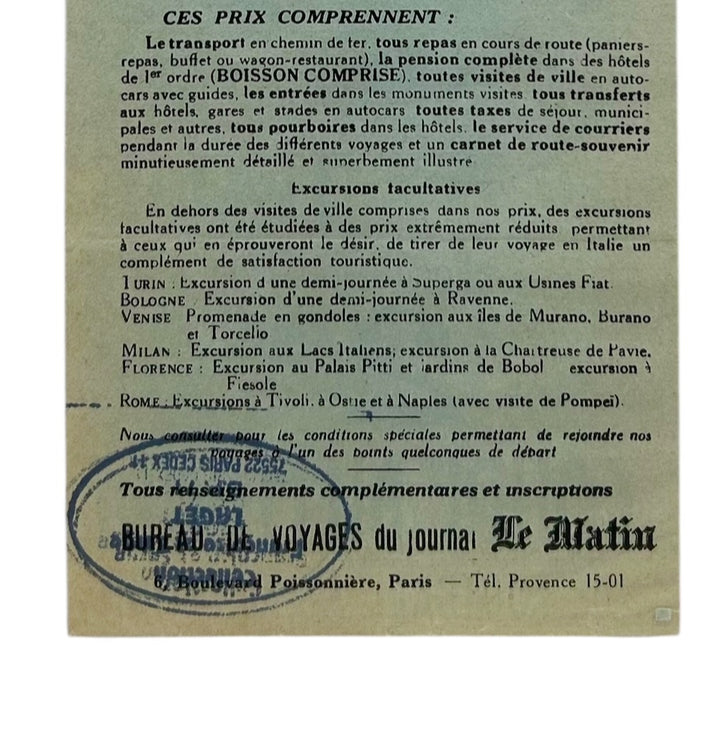 CES PRIX COMPRENNENT :
Le transport en chemin de fer, tous repas en cours de route (paniers-
repas, buffet ou wagon-restaurant), la pension complète dans des hôtels
de 1er ordre (BOISSON COMPRISE), toutes visites de ville en auto-
cars avec guides, les entrées dans les monuments visités, tous transferts
aux hôtels, gares et stades en autocars toutes taxes de séjour, munici-
pales et autres, tous pourboires dans les hôtels, le service de courriers
pendant la durée des différents voyages et un carnet de route-souvenir
minutieusement détaillé et superbement illustré
Excursions facultatives
En dehors des visites de ville comprises dans nos prix, des excursions
facultatives ont été étudiées à des prix extrêmement réduits permettant
à ceux qui en éprouveront le désir, de tirer de leur voyage en Italie un
complément de satisfaction touristique.
TURIN : Excursion d'une demi-journée à Superga ou aux Usines Fiat.
BOLOGNE : Excursion d'une demi-journée à Ravenne.
VENISE Promenade en gondoles : excursion aux îles de Murano, Burano
et Torcello
MILAN : Excursion aux Lacs Italiens, excursion à la Chartreuse de Pavie.
FLORENCE : Excursion au Palais Pitti et jardins de Bobol excursion à
Fiesole
ROME : Excursions à Tivoli, à Ostie et à Naples (avec visite de Pompeï).
Nous consulter pour les conditions spéciales permettant de rejoindre nos
voyages à l'un des points quelconques de départ
Tous renseignements complémentaires et inscriptions
BUREAU DE VOYAGES du journal Le Matin
6, Boulevard Poissonnière, Paris — Tél. Provence 15-01
75522 PARIS CEDEX 11